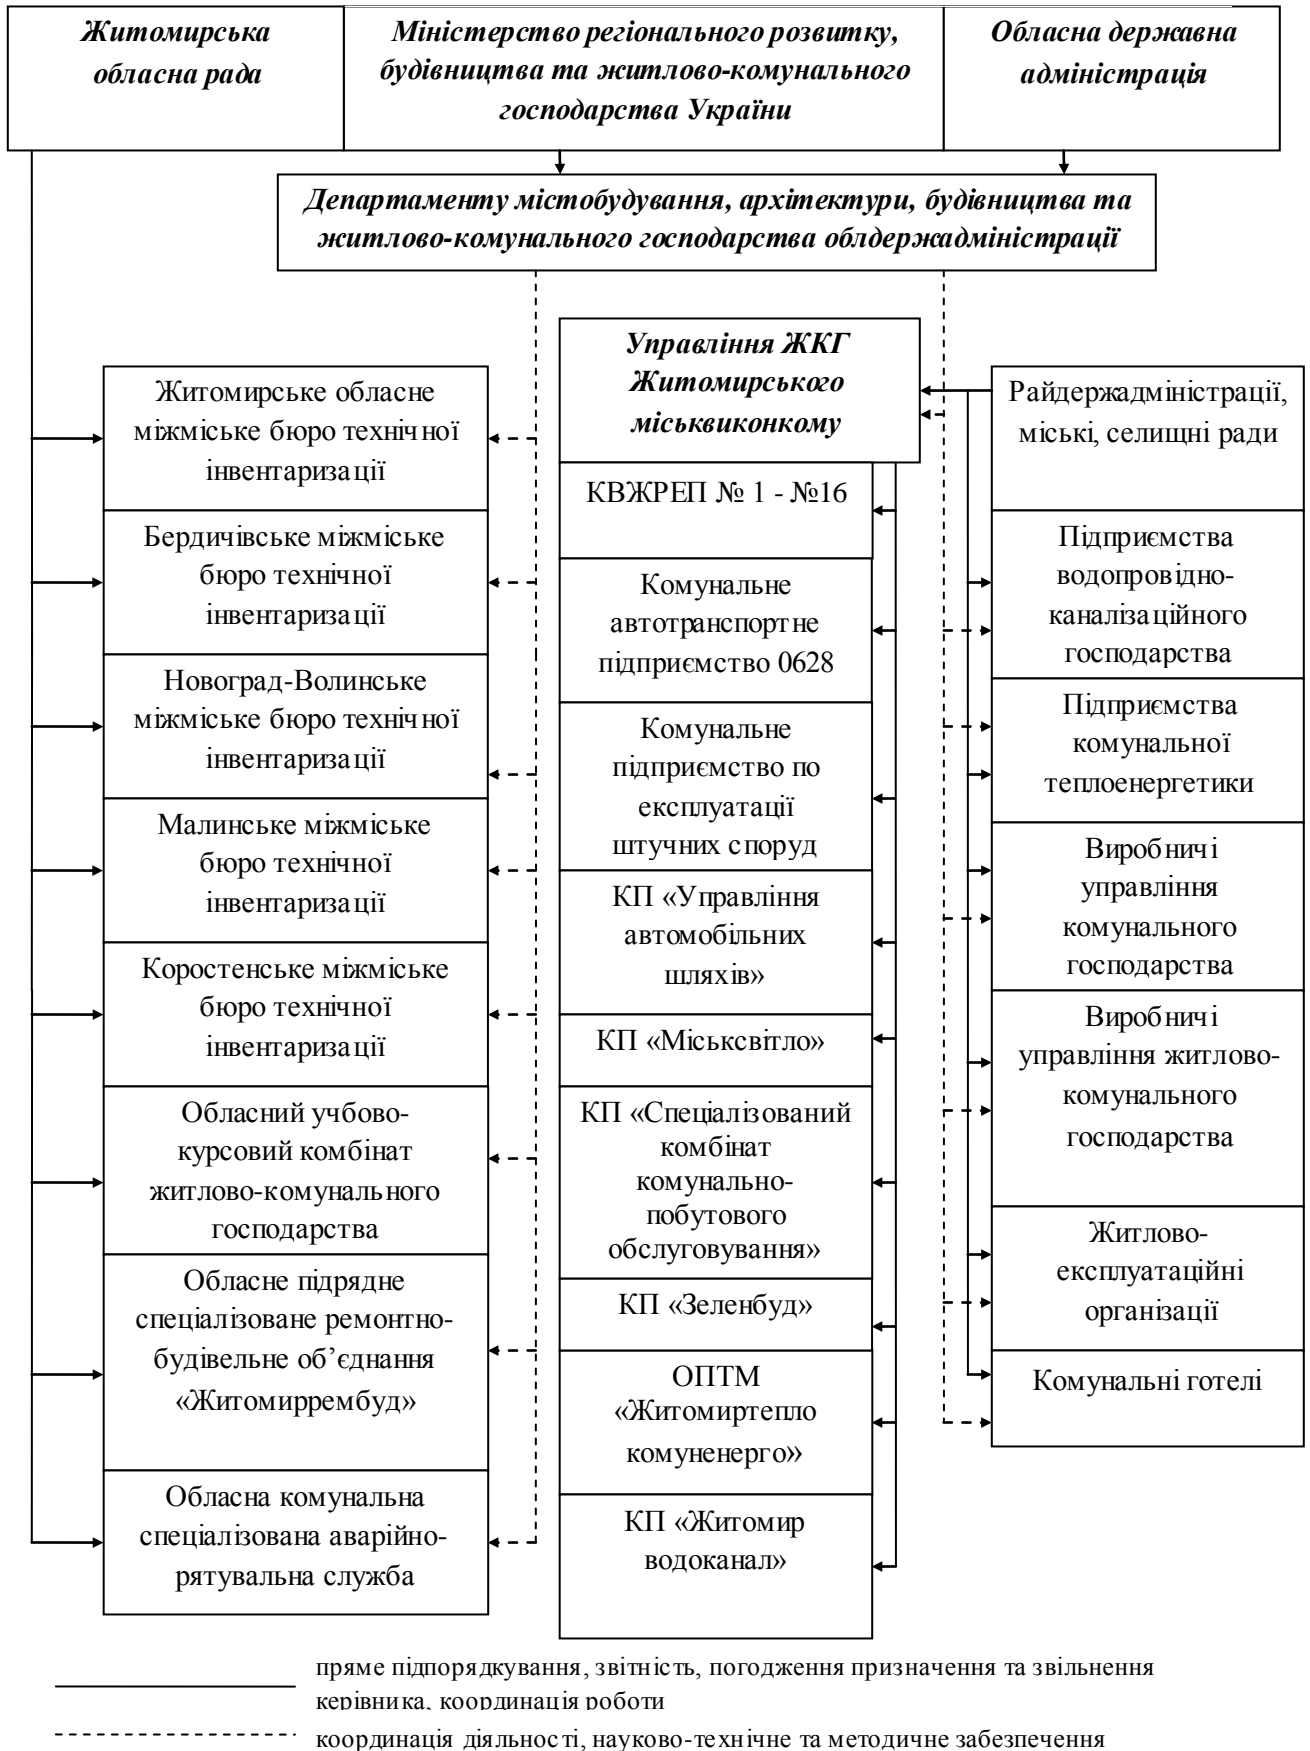 Житомирська
обласна рада
Міністерство регіонального розвитку,
будівництва та житлово-комунального
господарства України
Обласна державна
адміністрація
Департаменту містобудування, архітектури, будівництва та
житлово-комунального господарства облдержадміністрації
Житомирське обласне
міжміське бюро технічної
інвентаризації
Бердичівське міжміське
бюро технічної
інвентаризації
Новоград-Волинське
міжміське бюро технічної
інвентаризації
Малинське міжміське
бюро технічної
інвентаризації
Коростенське міжміське
бюро технічної
інвентаризації
Обласний учбово-
курсовий комбінат
житлово-комунального
господарства
Обласне підрядне
спеціалізоване ремонтно-
будівельне об’єднання
«Житомиррембуд»
Обласна комунальна
спеціалізована аварійно-
рятувальна служба
Управління ЖКГ
Житомирського
міськвиконкому
КВЖРЕП № 1 - №16
Комунальне
автотранспортне
підприємство 0628
Комунальне
підприємство по
експлуатації
штучних споруд
КП «Управління
автомобільних
шляхів»
КП «Міськсвітло»
КП «Спеціалізований
комбінат
комунально-
побутового
обслуговування»
КП «Зеленбуд»
ОПТМ
«Житомиртепло
комуненерго»
КП «Житомир
водоканал»
Райдержадміністрації,
міські, селищні ради
Підприємства
водопровідно-
каналізаційного
господарства
Підприємства
комунальної
теплоенергетики
Виробничі
управління
комунального
господарства
Виробничі
управління житлово-
комунального
господарства
Житлово-
експлуатаційні
організації
Комунальні готелі
пряме підпорядкування, звітність, погодження призначення та звільнення
керівника, координація роботи
координація діяльності, науково-технічне та методичне забезпечення